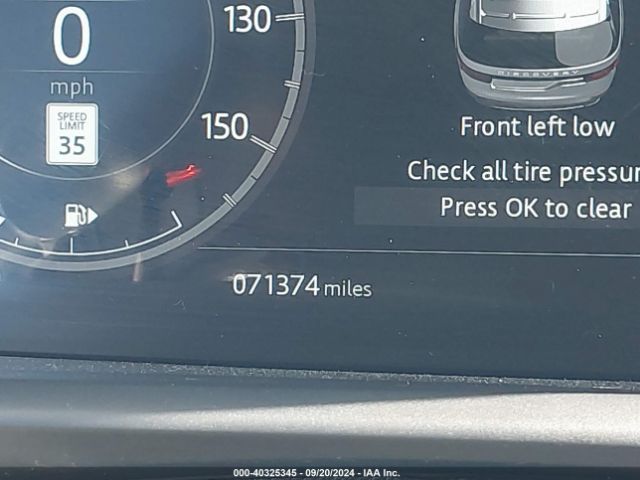 130
0
mph
SPEED
LIMIT
35
150
DISCOVERY
Front left low
Check all tire pressur
Press OK to clear
071374 miles
000-40325345 - 09/20/2024 - IAA Inc.